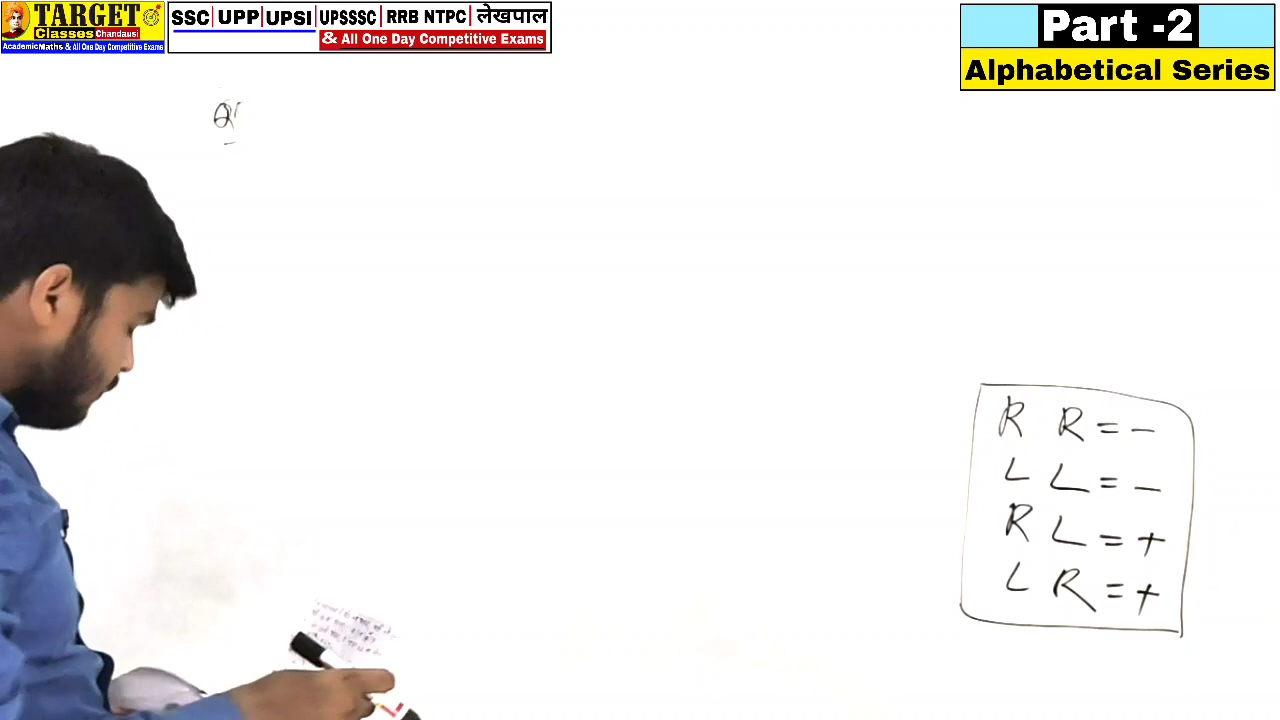 TARGET
Classes Chandausi
Academic Maths & All One Day Competitive Exams
SSC UPP UPSI UPSSSC RRB NTPC लेखपाल
& All One Day Competitive Exams
Part -2
Alphabetical Series
Q
R R = -
L L = -
R L = +
L R = +